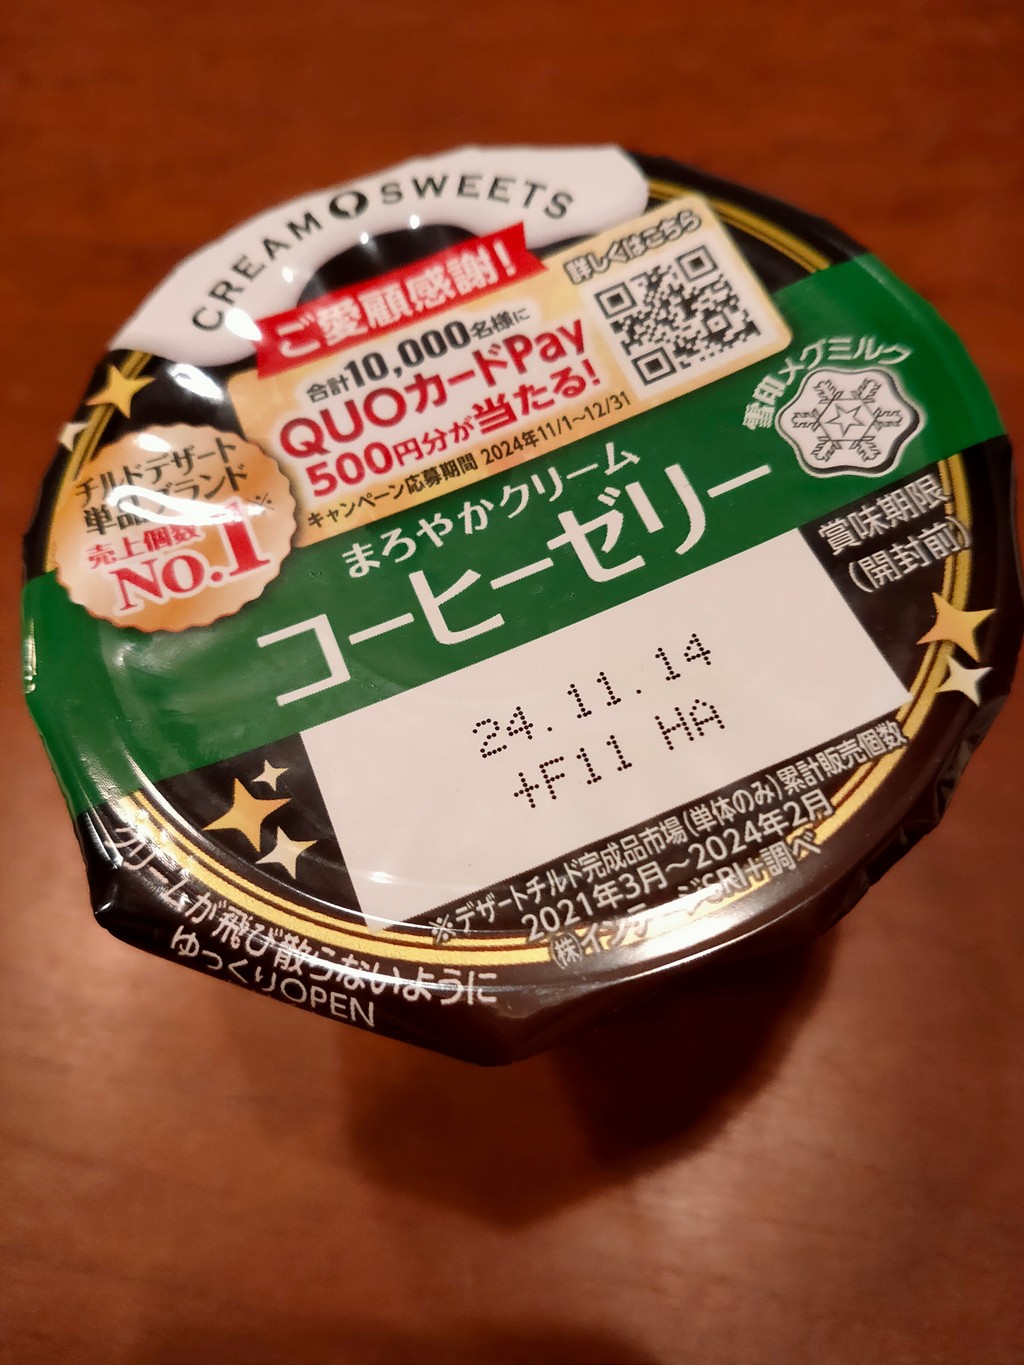 CREAM SWEETS
ご愛顧感謝!
詳しくはこちら
合計10,000名様に
QUOカードPay
500円分が当たる!
キャンペーン応募期間 2024年11/1〜12/31
チルドデザート
単品ブランド
売上個数
No.1※
雪印メグミルク
まろやかクリーム
コーヒーゼリー
賞味期限
(開封前)
24.11.14
+F11 HA
※デザートチルド完成品市場(単体のみ)累計販売個数
2021年3月〜2024年2月
㈱インテージSRI+調べ
クリームが飛び散らないように
ゆっくりOPEN